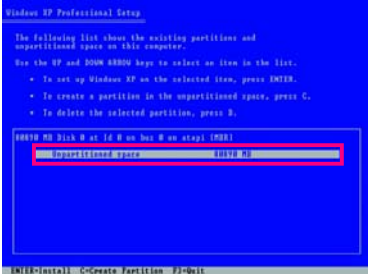 Windows XP Professional Setup
The following list shows the existing partitions and
unpartitioned space on this computer.
Use the UP and DOWN ARROW keys to select an item in the list.
• To set up Windows XP on the selected item, press ENTER.
• To create a partition in the unpartitioned space, press C.
• To delete the selected partition, press D.
MB Disk 0 at Id 0 on bus 0 on atapi [MBR]
Unpartitioned space MB
ENTER=Install C=Create Partition F3=Quit